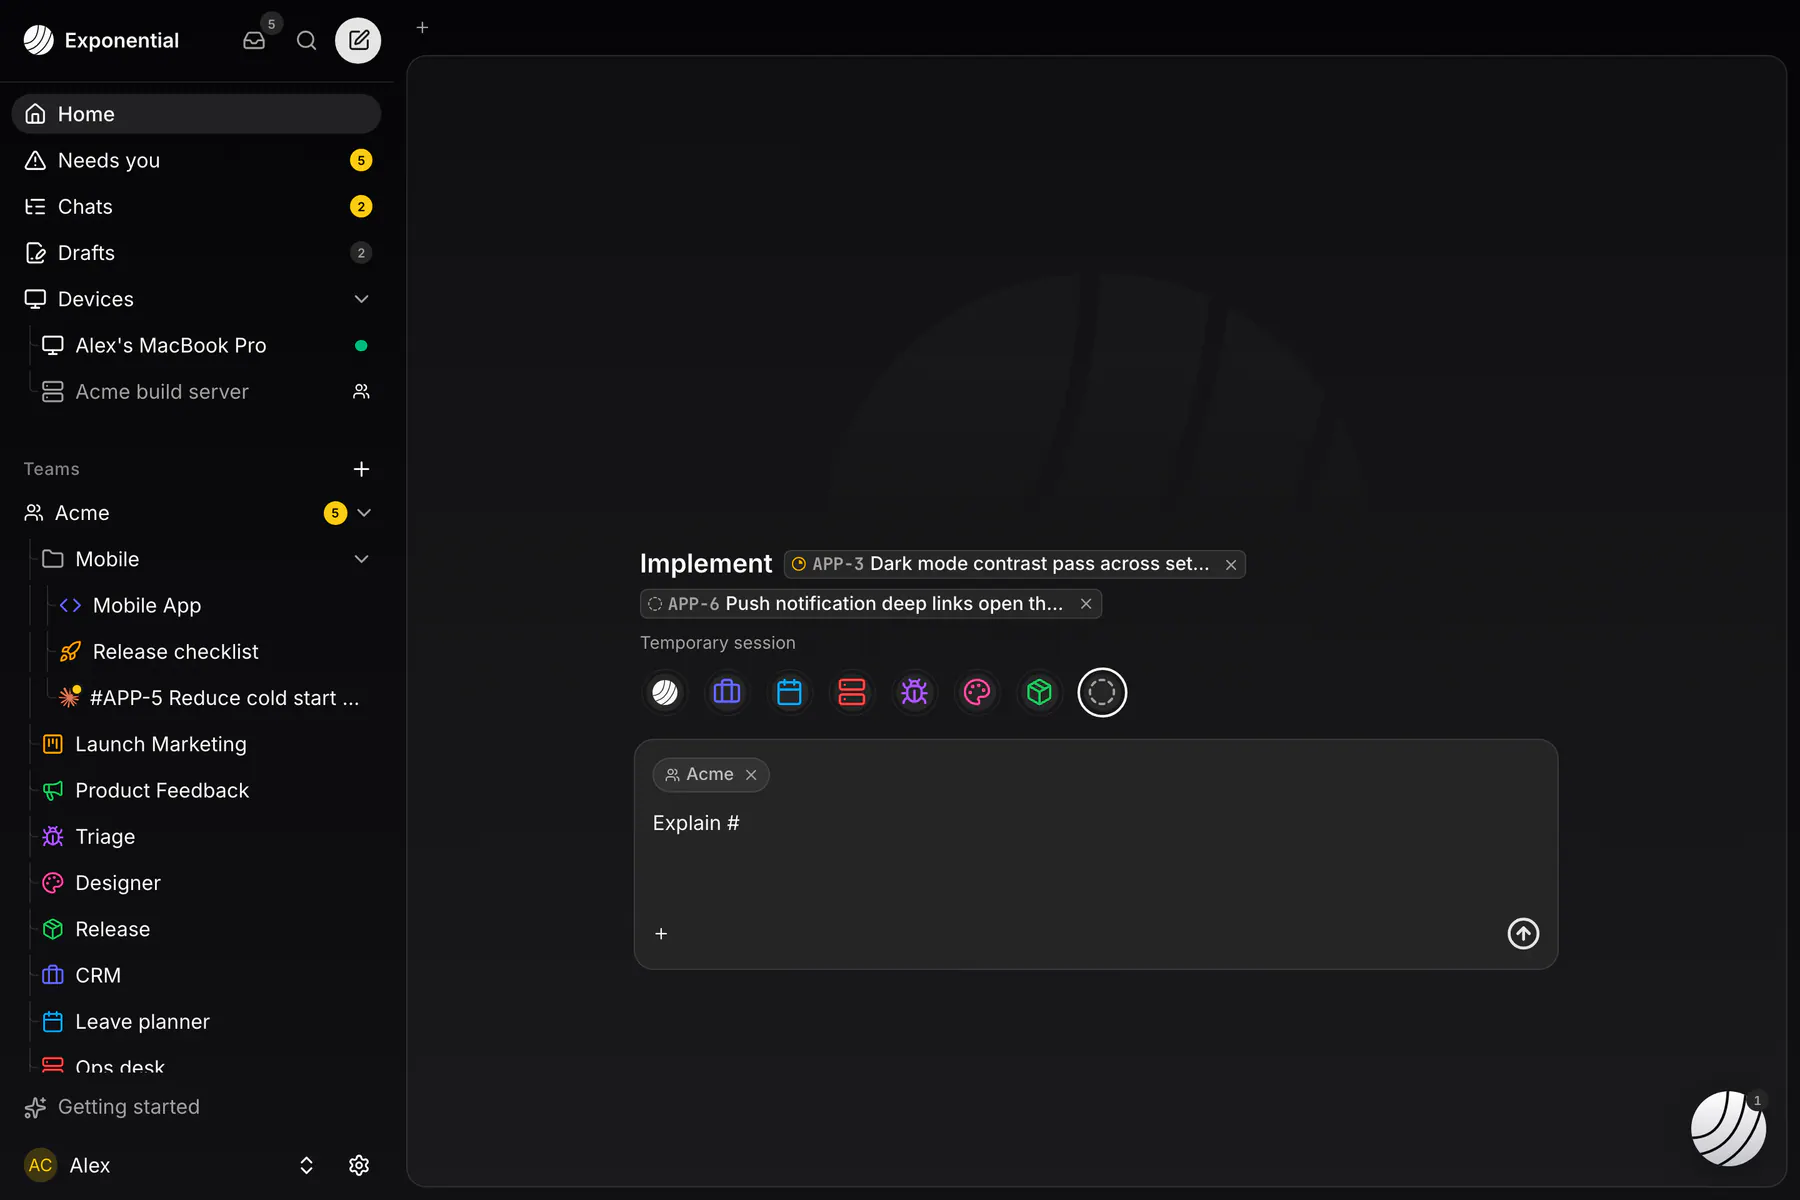 Exponential
5
Home
Needs you
5
Chats
2
Drafts
2
Devices
Alex's MacBook Pro
Acme build server
Teams
Acme
5
Mobile
Mobile App
Release checklist
#APP-5 Reduce cold start ...
Launch Marketing
Product Feedback
Triage
Designer
Release
CRM
Leave planner
Ops desk
Getting started
AC Alex
Implement APP-3 Dark mode contrast pass across set...
APP-6 Push notification deep links open th...
Temporary session
Acme
Explain #
1